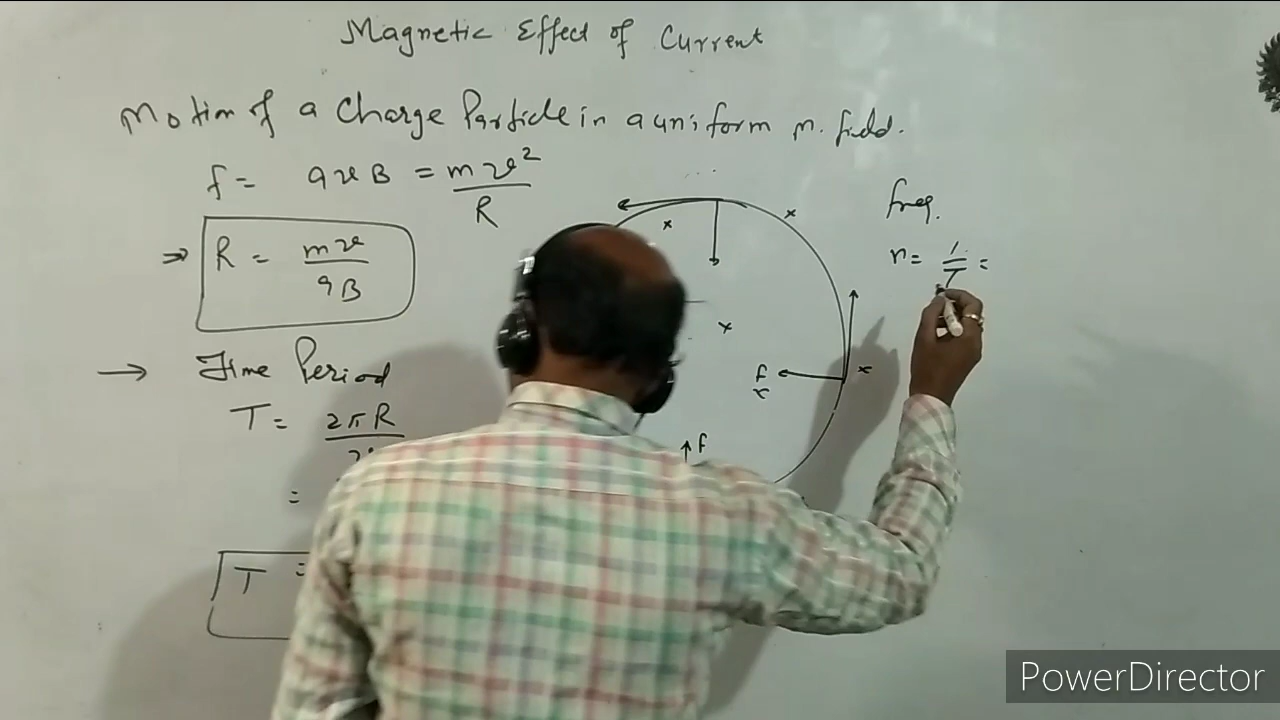 Magnetic Effect of Current
Motion of a Charge Particle in a uniform m. field.
f = qvB = mv²/R
⇒ R = mv/qB
→ Time Period
T = 2πR
=
T =
freq.
n = 1/T =
f
f
PowerDirector